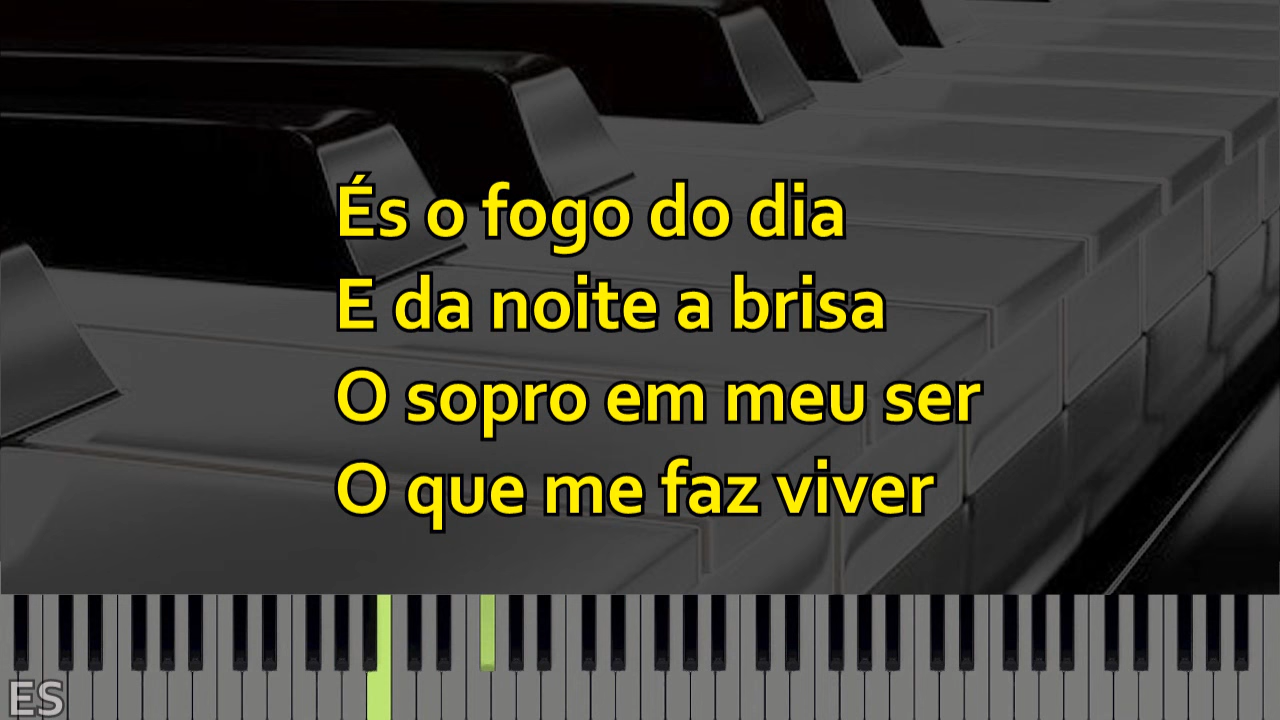 És o fogo do dia
E da noite a brisa
O sopro em meu ser
O que me faz viver
ES